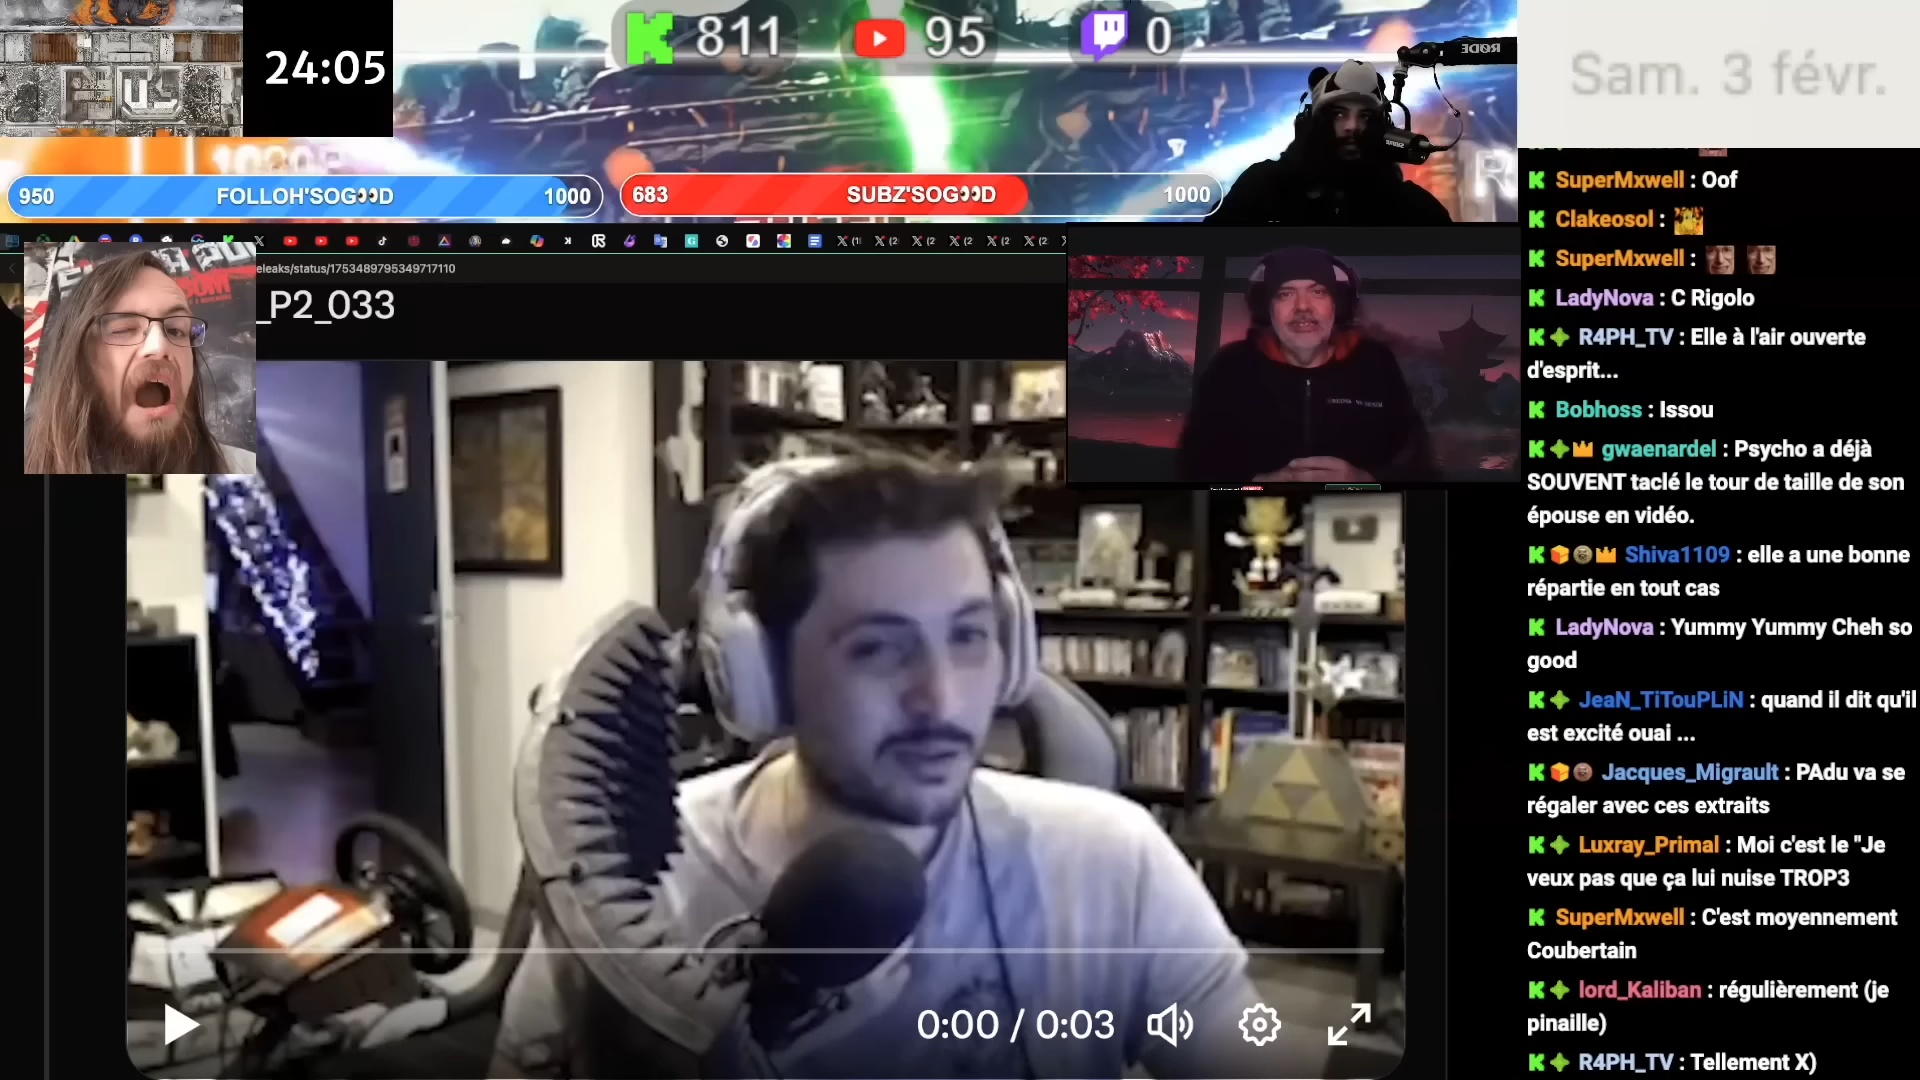 24:05
811
95
0
RØDE
Sam. 3 févr.
950 FOLLOH'SOG👀D 1000
683 SUBZ'SOG👀D 1000
eleaks/status/1753489795349717110
_P2_033
SuperMxwell : Oof
Clakeosol :
SuperMxwell :
LadyNova : C Rigolo
R4PH_TV : Elle à l'air ouverte
d'esprit...
Bobhoss : Issou
gwaenardel : Psycho a déjà
SOUVENT taclé le tour de taille de son
épouse en vidéo.
Shiva1109 : elle a une bonne
répartie en tout cas
LadyNova : Yummy Yummy Cheh so
good
JeaN_TiTouPLiN : quand il dit qu'il
est excité ouai ...
Jacques_Migrault : PAdu va se
régaler avec ces extraits
Luxray_Primal : Moi c'est le "Je
veux pas que ça lui nuise TROP3
SuperMxwell : C'est moyennement
Coubertain
lord_Kaliban : régulièrement (je
pinaille)
R4PH_TV : Tellement X)
0:00 / 0:03